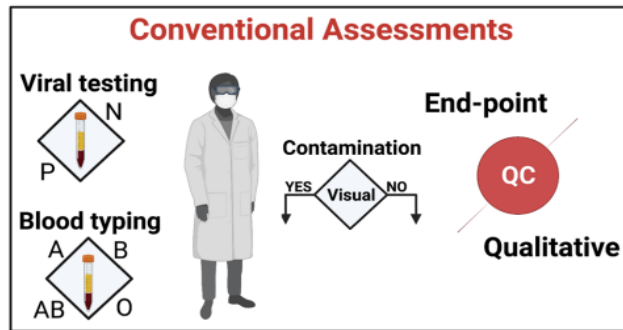 Conventional Assessments
Viral testing
N
P
Blood typing
A
B
AB
O
Contamination
YES
Visual
NO
End-point
QC
Qualitative